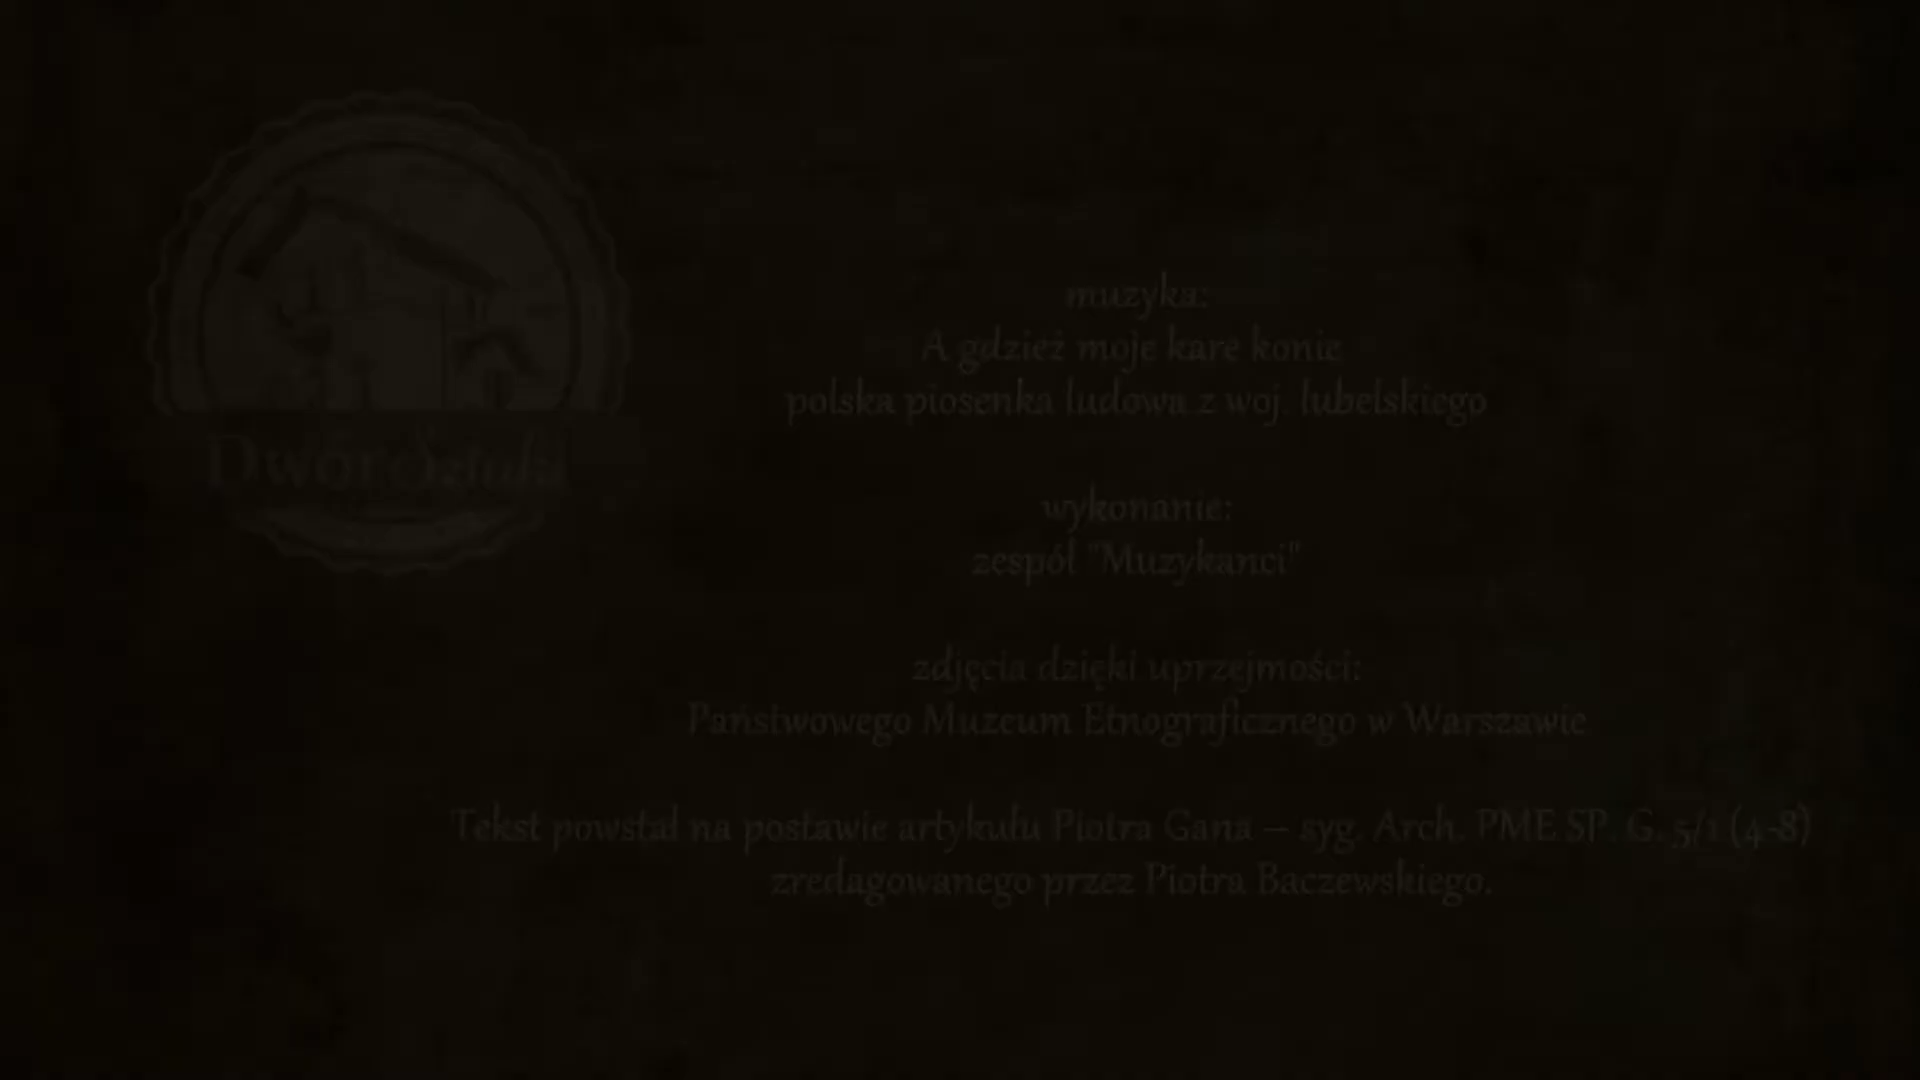 Dwór Sztuki
muzyka:
A gdzież moje kare konie
polska piosenka ludowa z woj. lubelskiego
wykonanie:
zespół "Muzykanci"
zdjęcia dzięki uprzejmości:
Państwowego Muzeum Etnograficznego w Warszawie
Tekst powstał na postawie artykułu Piotra Gana – syg. Arch. PME SP. G. 5/1 (4-8)
zredagowanego przez Piotra Baczewskiego.